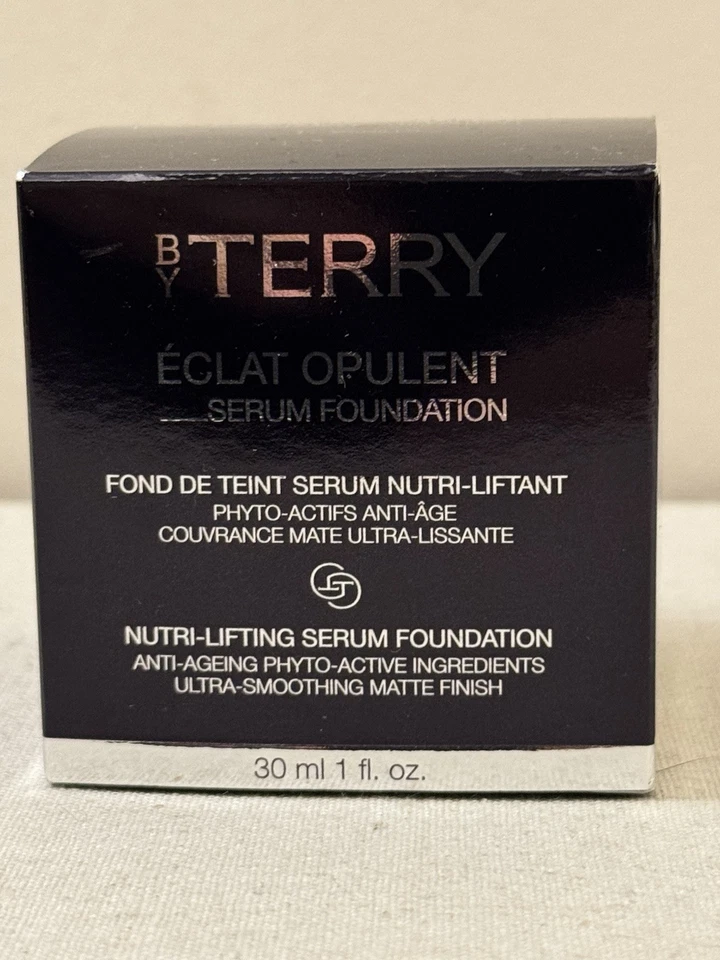 BY TERRY
ÉCLAT OPULENT
SERUM FOUNDATION
FOND DE TEINT SERUM NUTRI-LIFTANT
PHYTO-ACTIFS ANTI-ÂGE
COUVRANCE MATE ULTRA-LISSANTE
NUTRI-LIFTING SERUM FOUNDATION
ANTI-AGEING PHYTO-ACTIVE INGREDIENTS
ULTRA-SMOOTHING MATTE FINISH
30 ml 1 fl. oz.